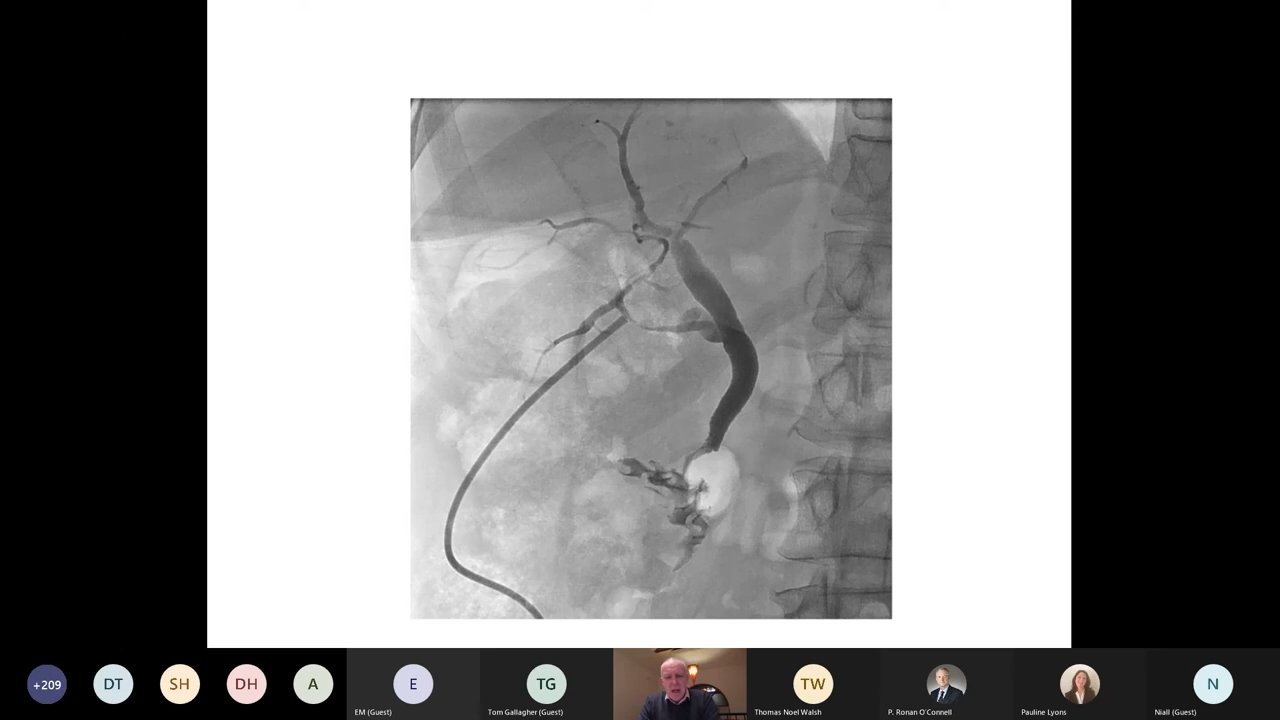 +209
DT
SH
DH
A
E
TG
TW
N
EM (Guest)
Tom Gallagher (Guest)
Thomas Noel Walsh
P. Ronan O'Connell
Pauline Lyons
Niall (Guest)